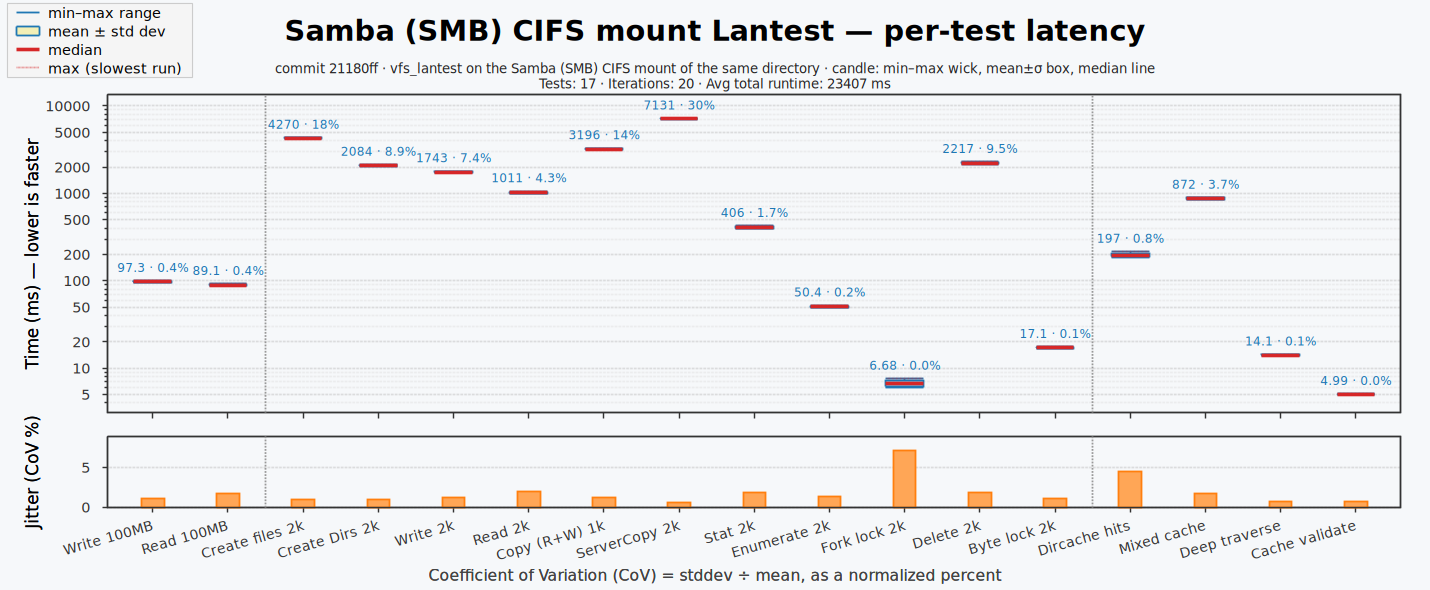 min–max range
mean ± std dev
median
max (slowest run)
Samba (SMB) CIFS mount Lantest — per-test latency
commit 21180ff · vfs_lantest on the Samba (SMB) CIFS mount of the same directory · candle: min–max wick, mean±σ box, median line
Tests: 17 · Iterations: 20 · Avg total runtime: 23407 ms
Time (ms) — lower is faster
10000
5000
2000
1000
500
200
100
50
20
10
5
97.3 · 0.4%
89.1 · 0.4%
4270 · 18%
2084 · 8.9%
1743 · 7.4%
1011 · 4.3%
3196 · 14%
7131 · 30%
406 · 1.7%
50.4 · 0.2%
6.68 · 0.0%
2217 · 9.5%
17.1 · 0.1%
197 · 0.8%
872 · 3.7%
14.1 · 0.1%
4.99 · 0.0%
Jitter (CoV %)
5
0
Write 100MB
Read 100MB
Create files 2k
Create Dirs 2k
Write 2k
Read 2k
Copy (R+W) 1k
ServerCopy 2k
Stat 2k
Enumerate 2k
Fork lock 2k
Delete 2k
Byte lock 2k
Dircache hits
Mixed cache
Deep traverse
Cache validate
Coefficient of Variation (CoV) = stddev ÷ mean, as a normalized percent